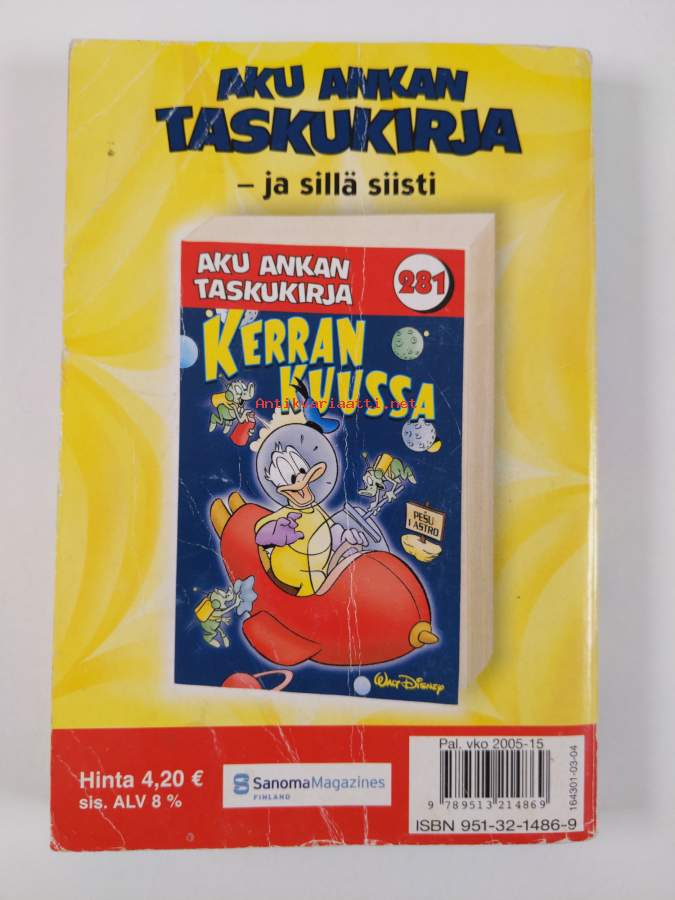 AKU ANKAN
TASKUKIRJA
– ja sillä siisti
AKU ANKAN
TASKUKIRJA
281
KERRAN
KUUSSA
Antikvariaatti.net
PESU
1 ASTRO
WALT DISNEY
Hinta 4,20 €
sis. ALV 8 %
SanomaMagazines
FINLAND
Pal. vko 2005-15
9 789513 214869
ISBN 951-32-1486-9
164301-03-04